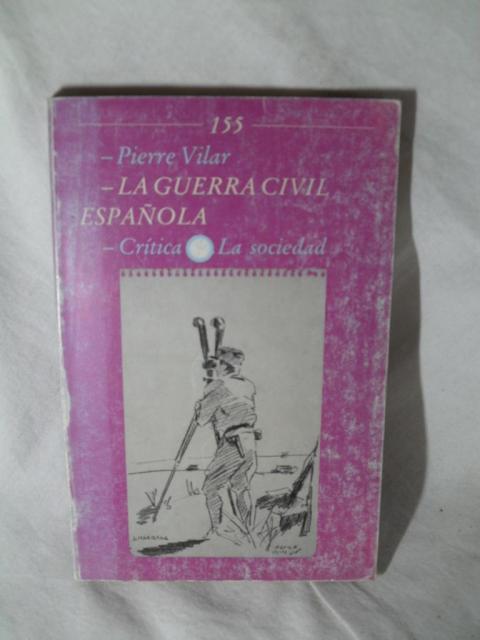 155
– Pierre Vilar
– LA GUERRA CIVIL
ESPAÑOLA
– Crítica La sociedad